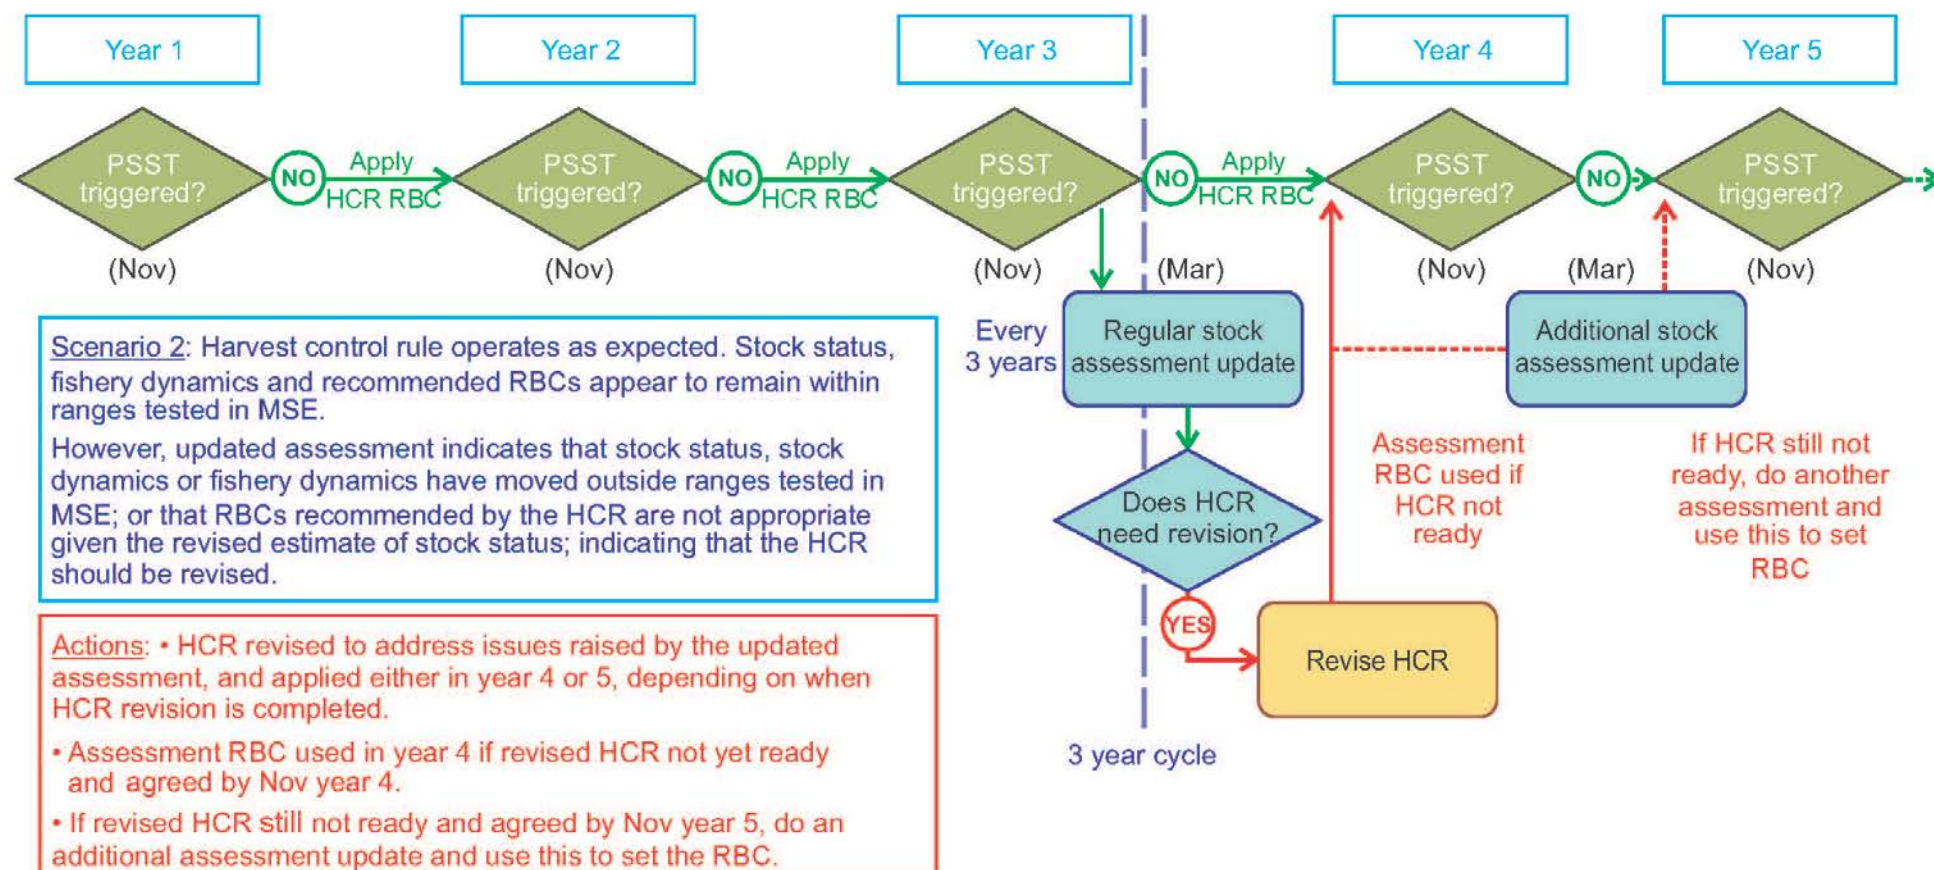 Year 1
Year 2
Year 3
Year 4
Year 5
PSST
triggered?
NO
Apply
HCR RBC
PSST
triggered?
NO
Apply
HCR RBC
PSST
triggered?
NO
Apply
HCR RBC
PSST
triggered?
NO
PSST
triggered?
(Nov)
(Nov)
(Nov)
(Mar)
(Nov)
(Mar)
(Nov)
Scenario 2: Harvest control rule operates as expected. Stock status,
fishery dynamics and recommended RBCs appear to remain within
ranges tested in MSE.
However, updated assessment indicates that stock status, stock
dynamics or fishery dynamics have moved outside ranges tested in
MSE; or that RBCs recommended by the HCR are not appropriate
given the revised estimate of stock status; indicating that the HCR
should be revised.
Every
3 years
Regular stock
assessment update
Additional stock
assessment update
Does HCR
need revision?
Assessment
RBC used if
HCR not
ready
If HCR still not
ready, do another
assessment and
use this to set
RBC
YES
Revise HCR
3 year cycle
Actions: • HCR revised to address issues raised by the updated
assessment, and applied either in year 4 or 5, depending on when
HCR revision is completed.
• Assessment RBC used in year 4 if revised HCR not yet ready
and agreed by Nov year 4.
• If revised HCR still not ready and agreed by Nov year 5, do an
additional assessment update and use this to set the RBC.